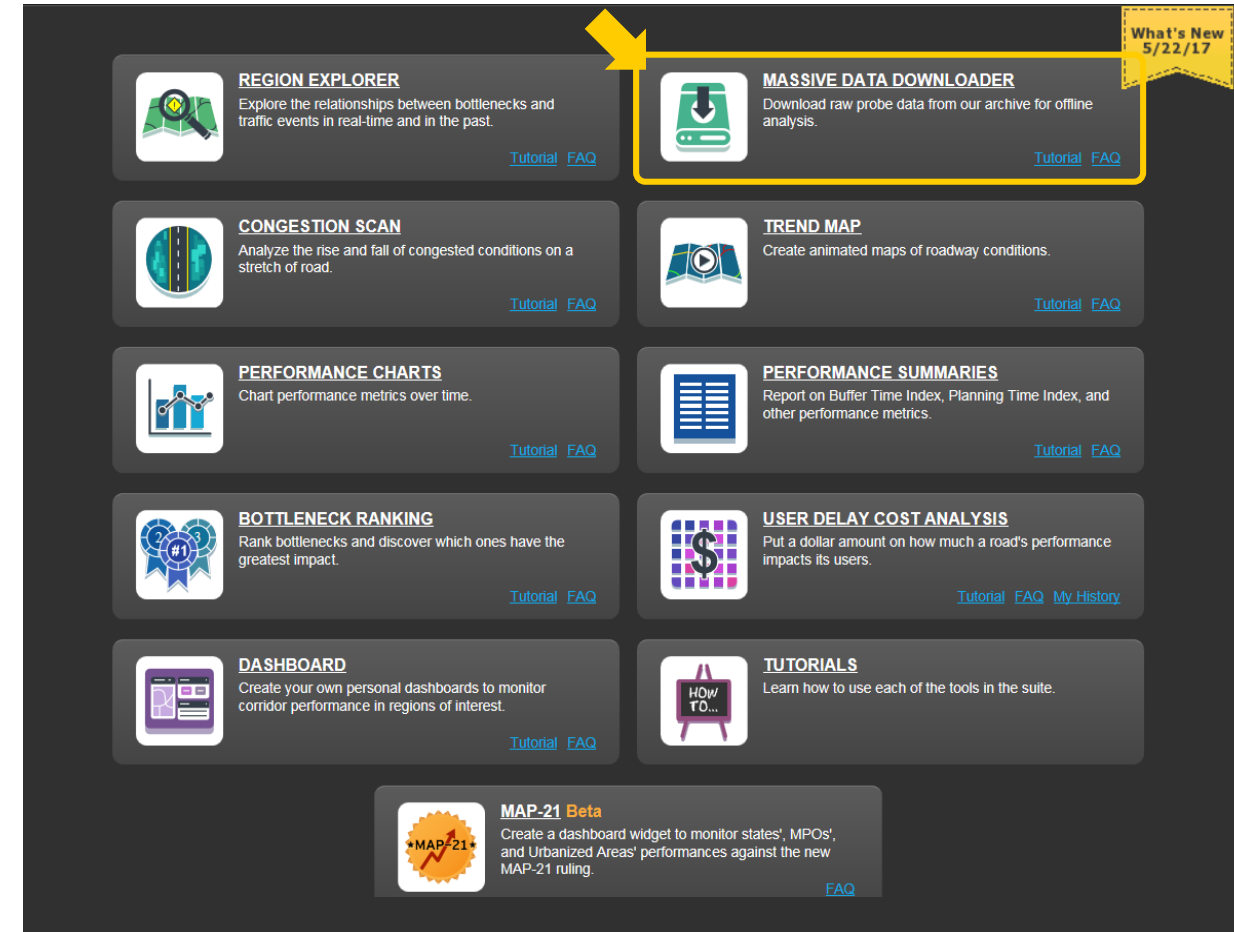 What's New
5/22/17
REGION EXPLORER
Explore the relationships between bottlenecks and
traffic events in real-time and in the past.
Tutorial FAQ
MASSIVE DATA DOWNLOADER
Download raw probe data from our archive for offline
analysis.
Tutorial FAQ
CONGESTION SCAN
Analyze the rise and fall of congested conditions on a
stretch of road.
Tutorial FAQ
TREND MAP
Create animated maps of roadway conditions.
Tutorial FAQ
PERFORMANCE CHARTS
Chart performance metrics over time.
Tutorial FAQ
PERFORMANCE SUMMARIES
Report on Buffer Time Index, Planning Time Index, and
other performance metrics.
Tutorial FAQ
2 3
#1
BOTTLENECK RANKING
Rank bottlenecks and discover which ones have the
greatest impact.
Tutorial FAQ
$
USER DELAY COST ANALYSIS
Put a dollar amount on how much a road's performance
impacts its users.
Tutorial FAQ My History
DASHBOARD
Create your own personal dashboards to monitor
corridor performance in regions of interest.
Tutorial FAQ
HOW
TO...
TUTORIALS
Learn how to use each of the tools in the suite.
MAP-21
MAP-21 Beta
Create a dashboard widget to monitor states', MPOs',
and Urbanized Areas' performances against the new
MAP-21 ruling.
FAQ